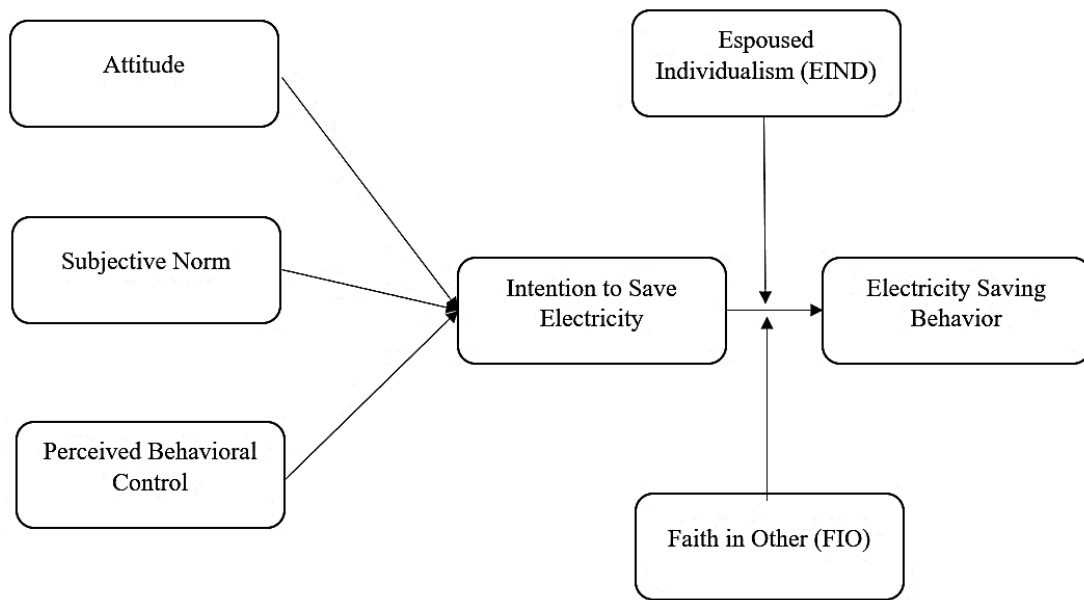 Attitude
Subjective Norm
Perceived Behavioral
Control
Intention to Save
Electricity
Espoused
Individualism (EIND)
Electricity Saving
Behavior
Faith in Other (FIO)